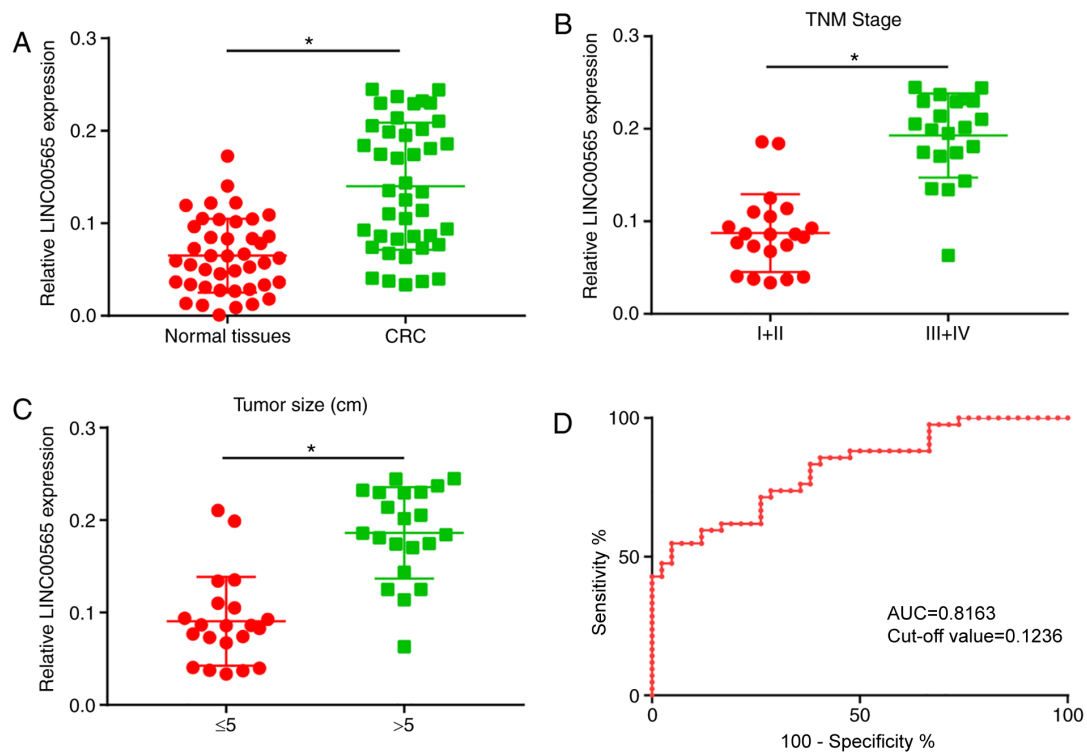 A
Relative LINC00565 expression
0.3
0.2
0.1
0.0
*
Normal tissues
CRC
B
TNM Stage
Relative LINC00565 expression
0.3
0.2
0.1
0.0
*
I+II
III+IV
C
Tumor size (cm)
Relative LINC00565 expression
0.3
0.2
0.1
0.0
*
≤5
>5
D
Sensitivity %
100
50
0
AUC=0.8163
Cut-off value=0.1236
0
50
100
100 - Specificity %